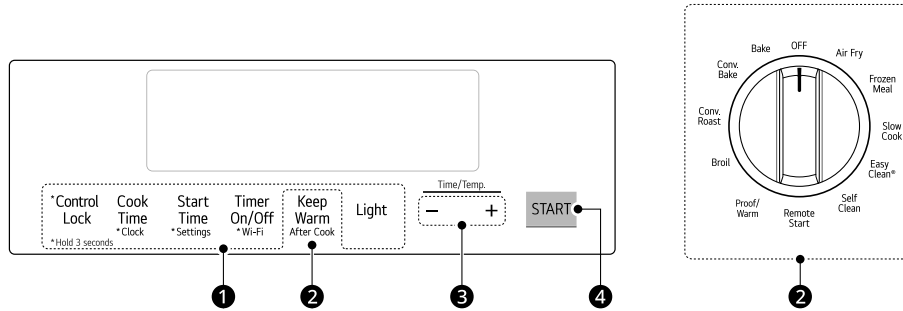 *Control
Lock
*Hold 3 seconds
Cook
Time
*Clock
Start
Time
*Settings
Timer
On/Off
*Wi-Fi
Keep
Warm
After Cook
Light
Time/Temp.
− +
START
1
2
3
4
OFF
Air Fry
Frozen
Meal
Slow
Cook
Easy
Clean®
Self
Clean
Remote
Start
Proof/
Warm
Broil
Conv.
Roast
Conv.
Bake
Bake
2